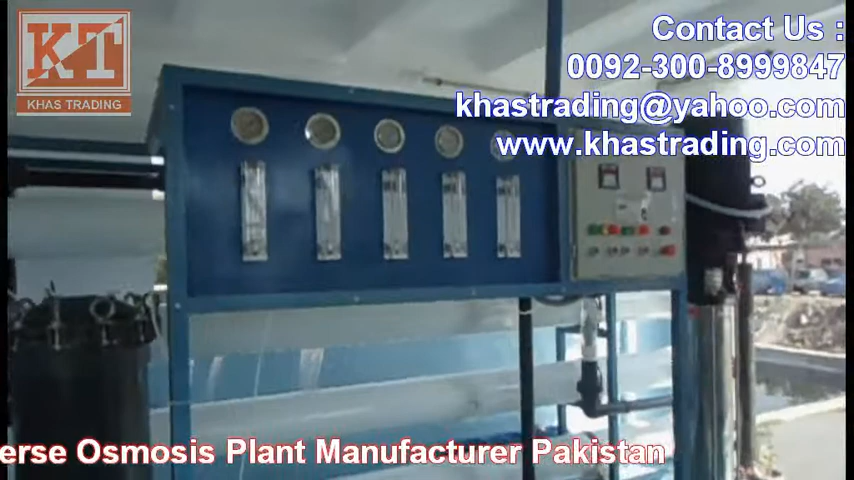 KT
KHAS TRADING
Contact Us :
0092-300-8999847
khastrading@yahoo.com
www.khastrading.com
erse Osmosis Plant Manufacturer Pakistan